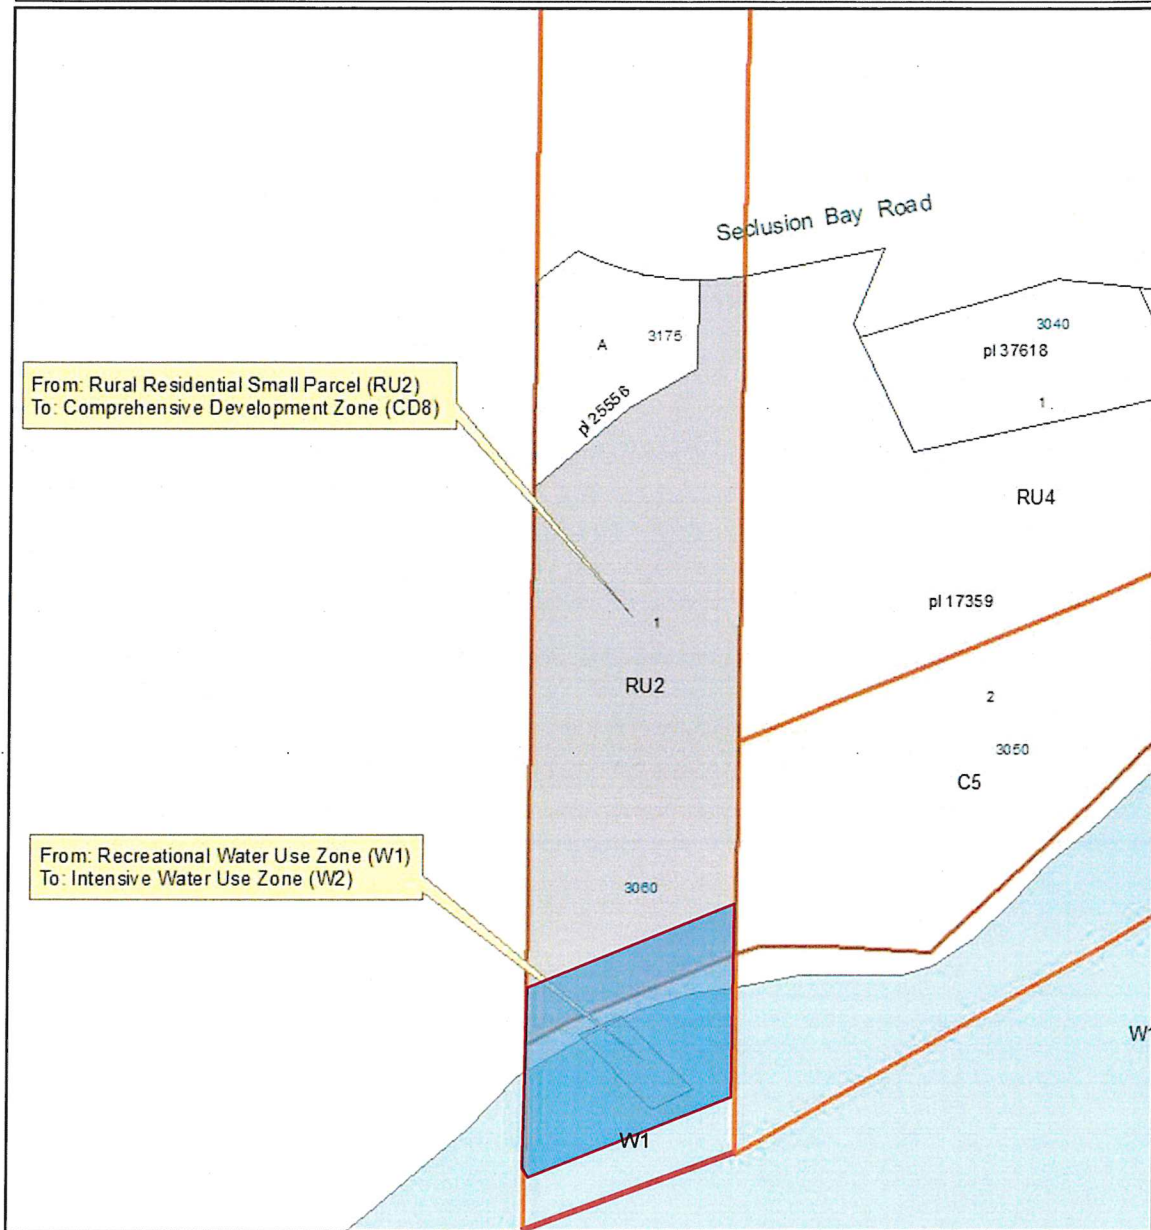 Seclusion Bay Road
A
3175
pl 25556
3040
pl 37618
1
From: Rural Residential Small Parcel (RU2)
To: Comprehensive Development Zone (CD8)
RU4
pl 17359
1
RU2
2
3050
C5
From: Recreational Water Use Zone (W1)
To: Intensive Water Use Zone (W2)
3060
W1
W1